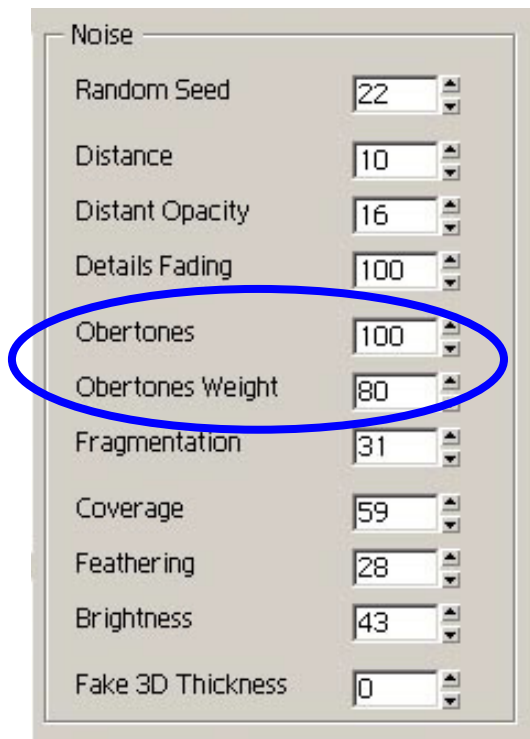 Noise
Random Seed 22
Distance 10
Distant Opacity 16
Details Fading 100
Obertones 100
Obertones Weight 80
Fragmentation 31
Coverage 59
Feathering 28
Brightness 43
Fake 3D Thickness 0